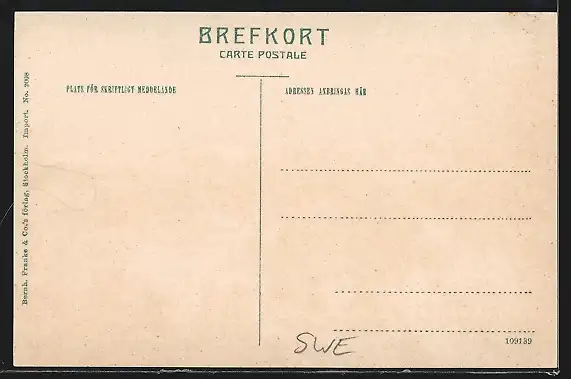 BREFKORT
CARTE POSTALE
PLATS FÖR SKRIFTLIGT MEDDELANDE
ADRESSEN ANBRINGAS HÄR
Bernh. Franke & Co:s förlag, Stockholm. Import. No. 2098
SWE
109139